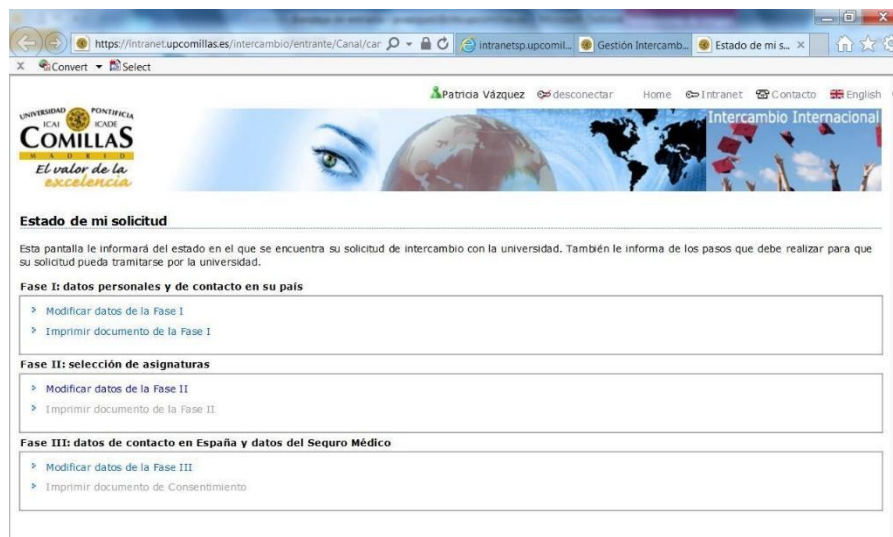 https://intranet.upcomillas.es/intercambio/entrante/Canal/car
intranetsp.upcomil...
Gestión Intercamb...
Estado de mi s...
x Convert Select
Patricia Vázquez desconectar Home Intranet Contacto English
UNIVERSIDAD PONTIFICIA
ICAI ICADE
COMILLAS
MADRID
El valor de la
excelencia
Intercambio Internacional
Estado de mi solicitud
Esta pantalla le informará del estado en el que se encuentra su solicitud de intercambio con la universidad. También le informa de los pasos que debe realizar para que
su solicitud pueda tramitarse por la universidad.
Fase I: datos personales y de contacto en su país
Modificar datos de la Fase I
Imprimir documento de la Fase I
Fase II: selección de asignaturas
Modificar datos de la Fase II
Imprimir documento de la Fase II
Fase III: datos de contacto en España y datos del Seguro Médico
Modificar datos de la Fase III
Imprimir documento de Consentimiento